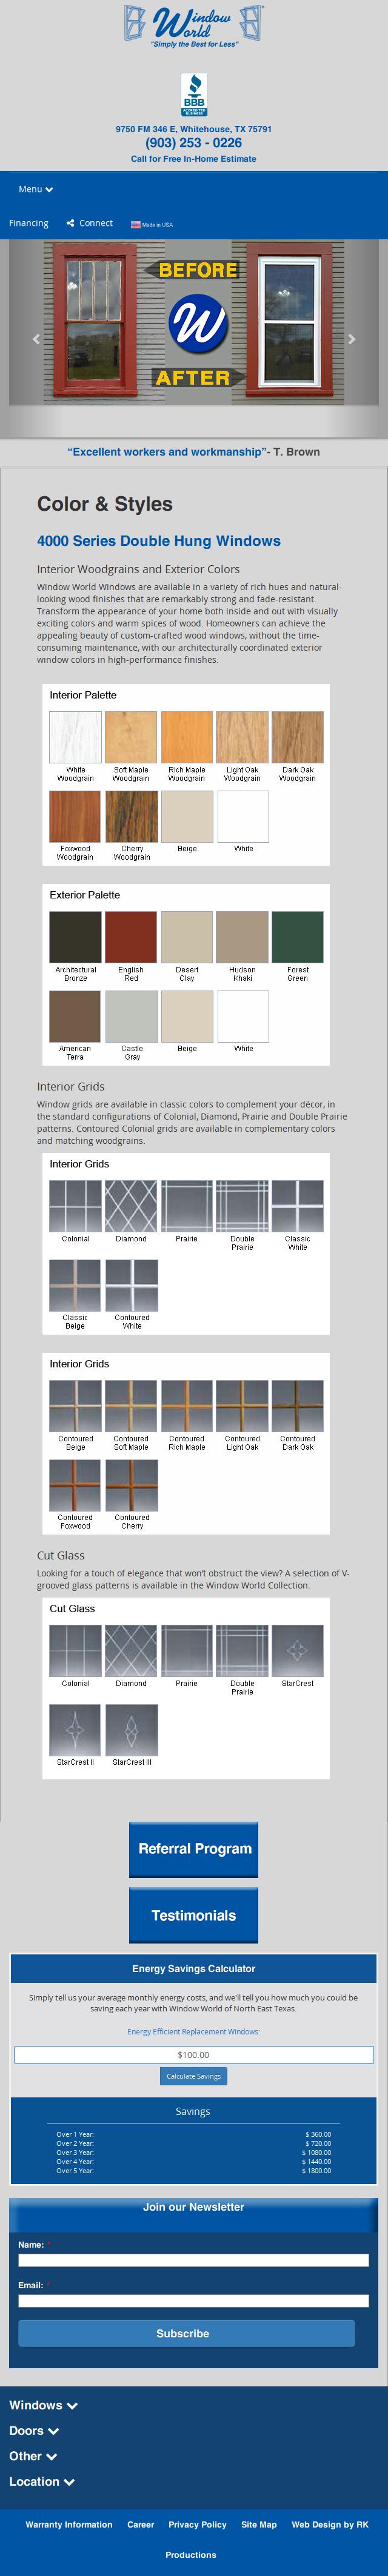 Window World
"Simply the Best for Less"
BBB
ACCREDITED BUSINESS
9750 FM 346 E, Whitehouse, TX 75791
(903) 253 - 0226
Call for Free In-Home Estimate
Menu
Financing Connect Made in USA
BEFORE
W
AFTER
“Excellent workers and workmanship”- T. Brown
Color & Styles
4000 Series Double Hung Windows
Interior Woodgrains and Exterior Colors
Window World Windows are available in a variety of rich hues and natural-
looking wood finishes that are remarkably strong and fade-resistant.
Transform the appearance of your home both inside and out with visually
exciting colors and warm spices of wood. Homeowners can achieve the
appealing beauty of custom-crafted wood windows, without the time-
consuming maintenance, with our architecturally coordinated exterior
window colors in high-performance finishes.
Interior Palette
White Woodgrain
Soft Maple Woodgrain
Rich Maple Woodgrain
Light Oak Woodgrain
Dark Oak Woodgrain
Foxwood Woodgrain
Cherry Woodgrain
Beige
White
Exterior Palette
Architectural Bronze
English Red
Desert Clay
Hudson Khaki
Forest Green
American Terra
Castle Gray
Beige
White
Interior Grids
Window grids are available in classic colors to complement your décor, in
the standard configurations of Colonial, Diamond, Prairie and Double Prairie
patterns. Contoured Colonial grids are available in complementary colors
and matching woodgrains.
Interior Grids
Colonial
Diamond
Prairie
Double Prairie
Classic White
Classic Beige
Contoured White
Interior Grids
Contoured Beige
Contoured Soft Maple
Contoured Rich Maple
Contoured Light Oak
Contoured Dark Oak
Contoured Foxwood
Contoured Cherry
Cut Glass
Looking for a touch of elegance that won’t obstruct the view? A selection of V-
grooved glass patterns is available in the Window World Collection.
Cut Glass
Colonial
Diamond
Prairie
Double Prairie
StarCrest
StarCrest II
StarCrest III
Referral Program
Testimonials
Energy Savings Calculator
Simply tell us your average monthly energy costs, and we'll tell you how much you could be
saving each year with Window World of North East Texas.
Energy Efficient Replacement Windows:
$100.00
Calculate Savings
Savings
Over 1 Year: $ 360.00
Over 2 Year: $ 720.00
Over 3 Year: $ 1080.00
Over 4 Year: $ 1440.00
Over 5 Year: $ 1800.00
Join our Newsletter
Name: *
Email: *
Subscribe
Windows
Doors
Other
Location
Warranty Information Career Privacy Policy Site Map Web Design by RK
Productions